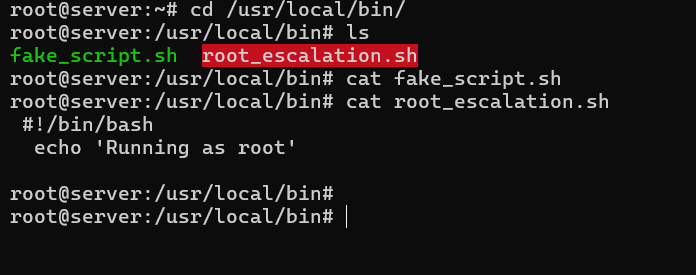 root@server:~# cd /usr/local/bin/
root@server:/usr/local/bin# ls
fake_script.sh  root_escalation.sh
root@server:/usr/local/bin# cat fake_script.sh
root@server:/usr/local/bin# cat root_escalation.sh
 #!/bin/bash
  echo 'Running as root'

root@server:/usr/local/bin#
root@server:/usr/local/bin#